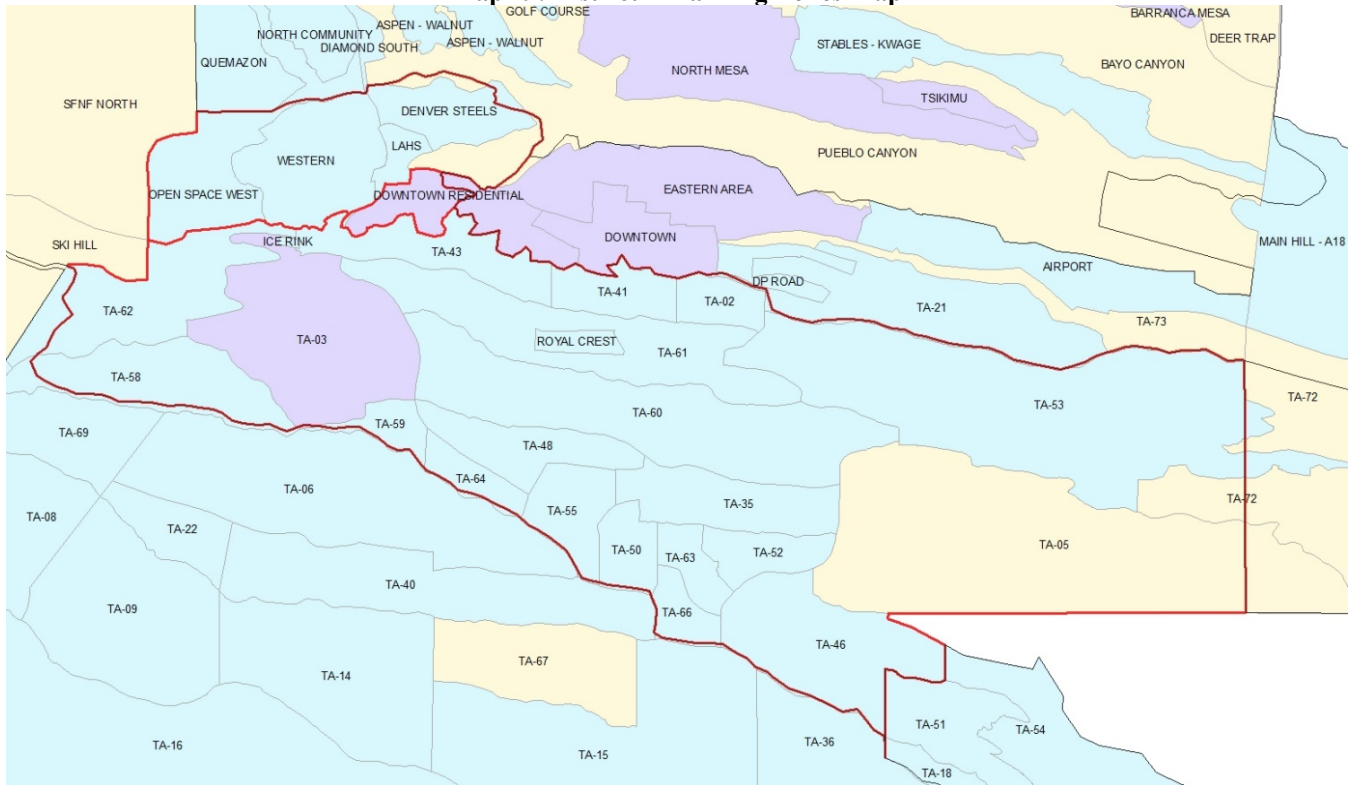 GOLF COURSE
BARRANCA MESA
ASPEN - WALNUT
NORTH COMMUNITY
DIAMOND SOUTH
ASPEN - WALNUT
DEER TRAP
STABLES - KWAGE
QUEMAZON
BAYO CANYON
NORTH MESA
TSIKIMU
SFNF NORTH
DENVER STEELS
LAHS
WESTERN
PUEBLO CANYON
OPEN SPACE WEST
DOWNTOWN RESIDENTIAL
EASTERN AREA
SKI HILL
ICE RINK
DOWNTOWN
MAIN HILL - A18
TA-43
AIRPORT
DP ROAD
TA-41
TA-02
TA-62
TA-21
TA-73
TA-03
ROYAL CREST
TA-61
TA-58
TA-72
TA-53
TA-60
TA-59
TA-69
TA-48
TA-64
TA-06
TA-35
TA-72
TA-55
TA-08
TA-22
TA-05
TA-50
TA-63
TA-52
TA-40
TA-09
TA-66
TA-46
TA-67
TA-14
TA-51
TA-54
TA-16
TA-15
TA-36
TA-18